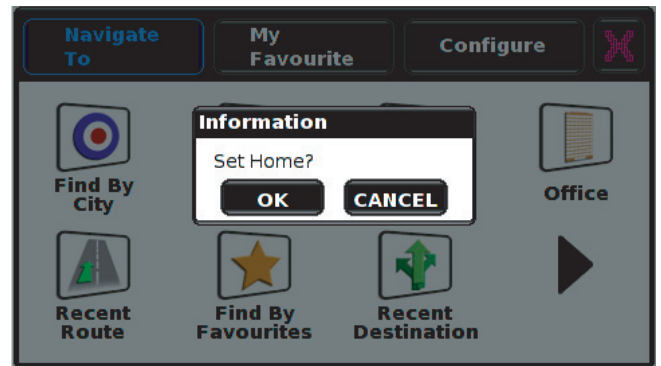 Navigate
To
My
Favourite
Configure
Information
Set Home?
OK
CANCEL
Find By
City
Office
Recent
Route
Find By
Favourites
Recent
Destination